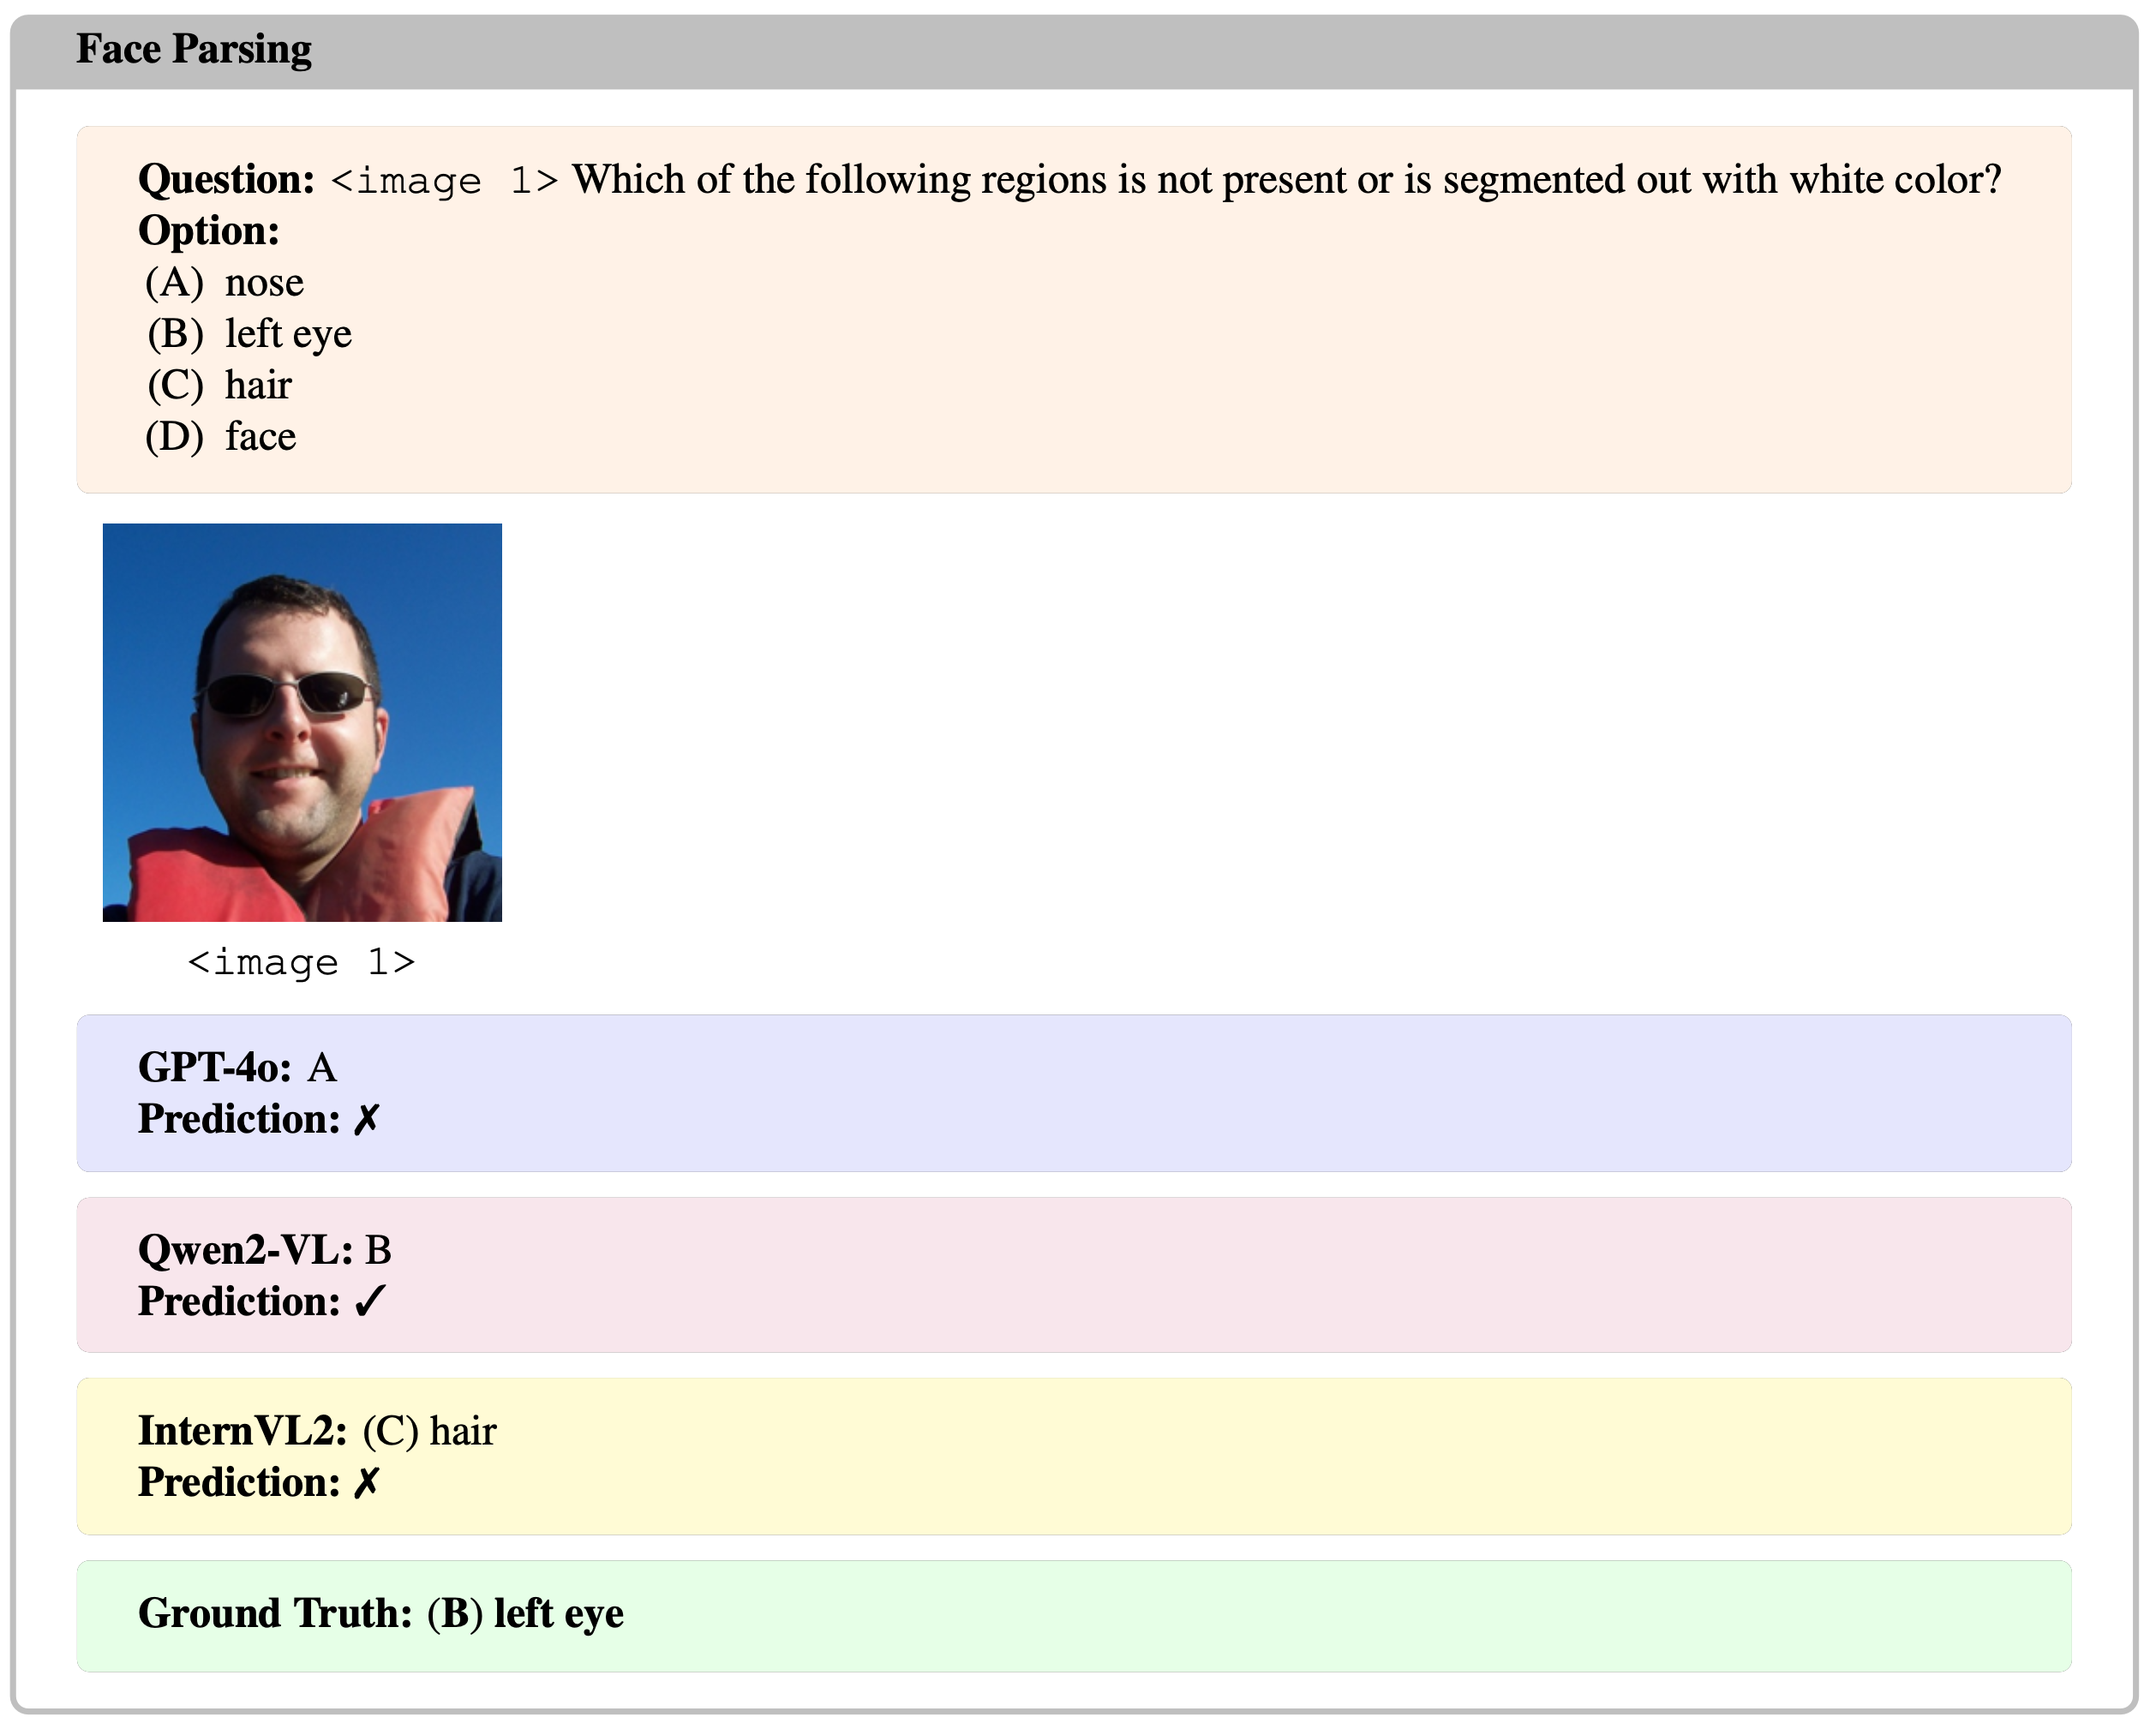 Face Parsing
Question: <image 1> Which of the following regions is not present or is segmented out with white color?
Option:
(A) nose
(B) left eye
(C) hair
(D) face
<image 1>
GPT-4o: A
Prediction: ✗
Qwen2-VL: B
Prediction: ✓
InternVL2: (C) hair
Prediction: ✗
Ground Truth: (B) left eye